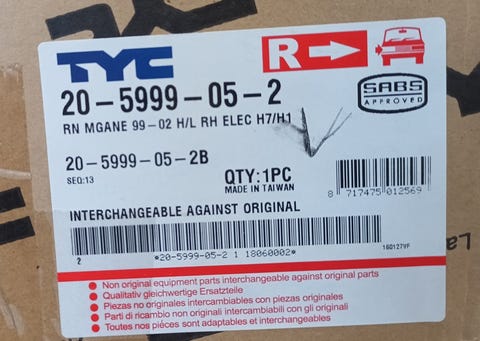 TYC
R
SABS
APPROVED
20-5999-05-2
RN MGANE 99-02 H/L RH ELEC H7/H1
20-5999-05-2B
SEQ:13
QTY:1PC
MADE IN TAIWAN
8 717475 012569
INTERCHANGEABLE AGAINST ORIGINAL
2
*20-5999-05-2 1 18060002*
160127VF
La
Non original equipment parts interchangeable against original parts
Qualitativ gleichwertige Ersatzteile
Piezas no originales intercambiables con piezas originales
Parti di ricambio non originali intercambiabili con gli originali
Toutes nos piéces sont adaptables et interchangeables